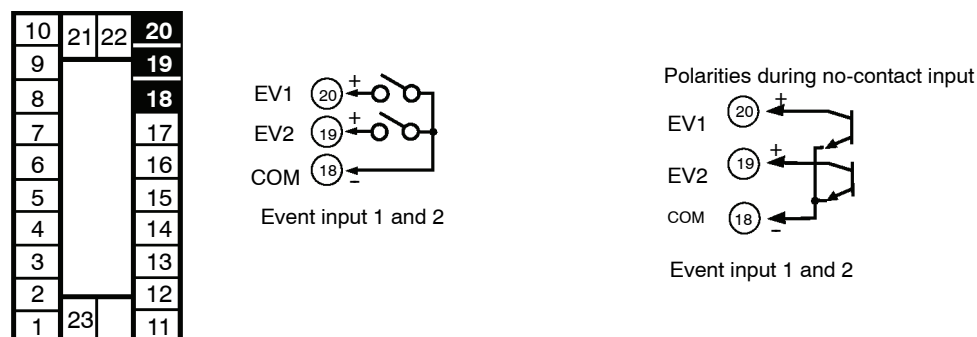 10 21 22 20
9 19
8 18
7 17
6 16
5 15
4 14
3 13
2 12
1 23 11
EV1 20 +
EV2 19 +
COM 18 −
Event input 1 and 2
Polarities during no-contact input
EV1 20 +
EV2 19 +
COM 18 −
Event input 1 and 2